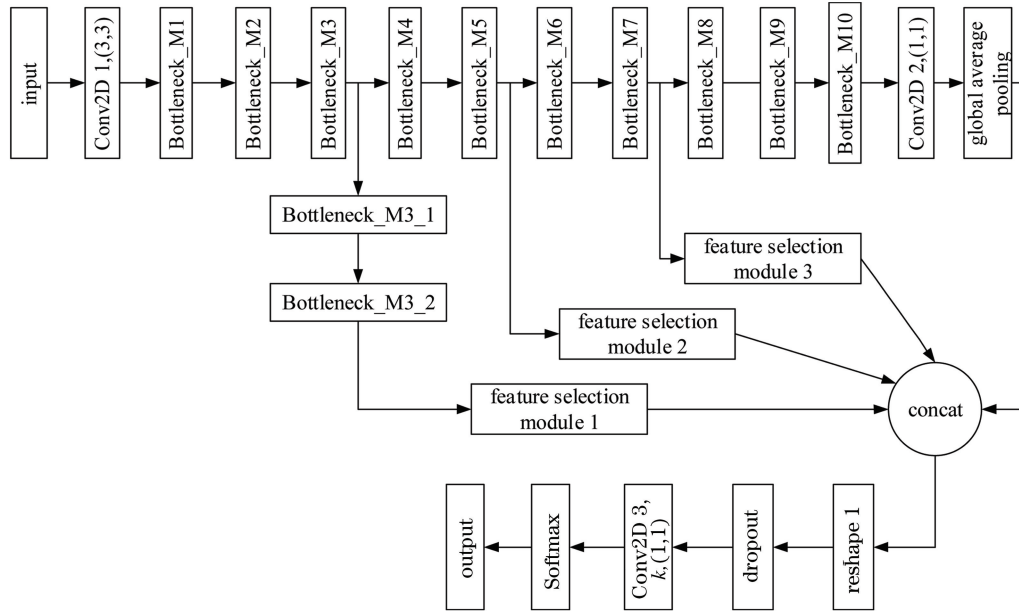 input
Conv2D 1,(3,3)
Bottleneck_M1
Bottleneck_M2
Bottleneck_M3
Bottleneck_M4
Bottleneck_M5
Bottleneck_M6
Bottleneck_M7
Bottleneck_M8
Bottleneck_M9
Bottleneck_M10
Conv2D 2,(1,1)
global average
pooling
Bottleneck_M3_1
Bottleneck_M3_2
feature selection
module 3
feature selection
module 2
feature selection
module 1
concat
output
Softmax
Conv2D 3,
k,(1,1)
dropout
reshape 1